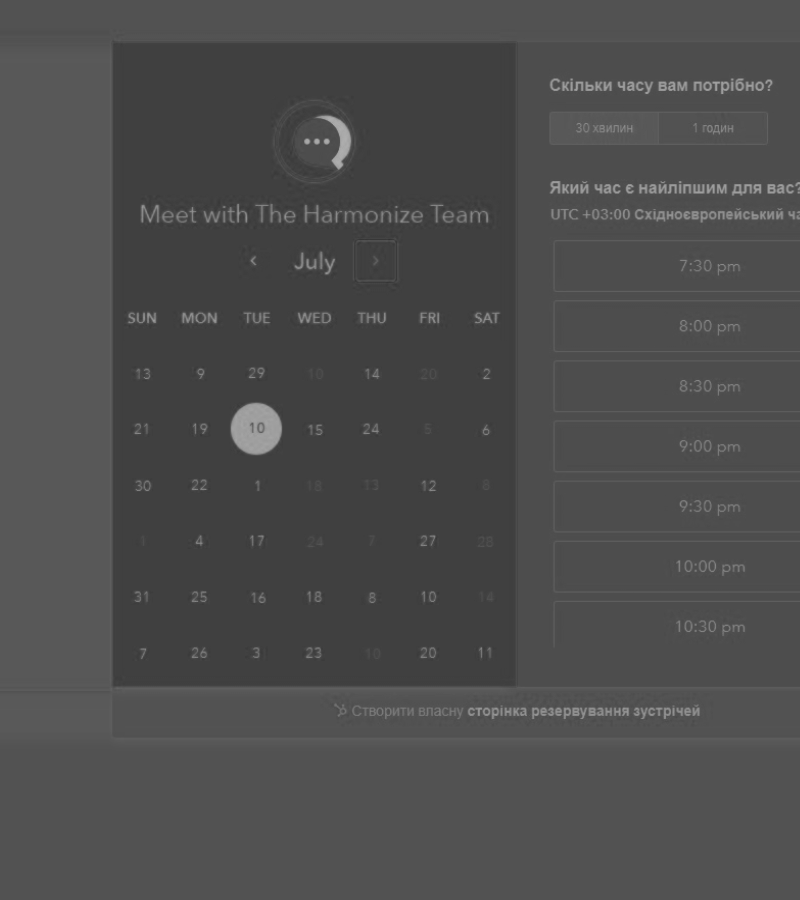 Meet with The Harmonize Team
July
SUN MON TUE WED THU FRI SAT
13 9 29 10 14 20 2
21 19 10 15 24 5 6
30 22 1 18 13 12 8
1 4 17 24 7 27 28
31 25 16 18 8 10 14
7 26 3 23 10 20 11
Скільки часу вам потрібно?
30 хвилин 1 годин
Який час є найліпшим для вас?
UTC +03:00 Східноєвропейський ча
7:30 pm
8:00 pm
8:30 pm
9:00 pm
9:30 pm
10:00 pm
10:30 pm
Створити власну сторінка резервування зустрічей